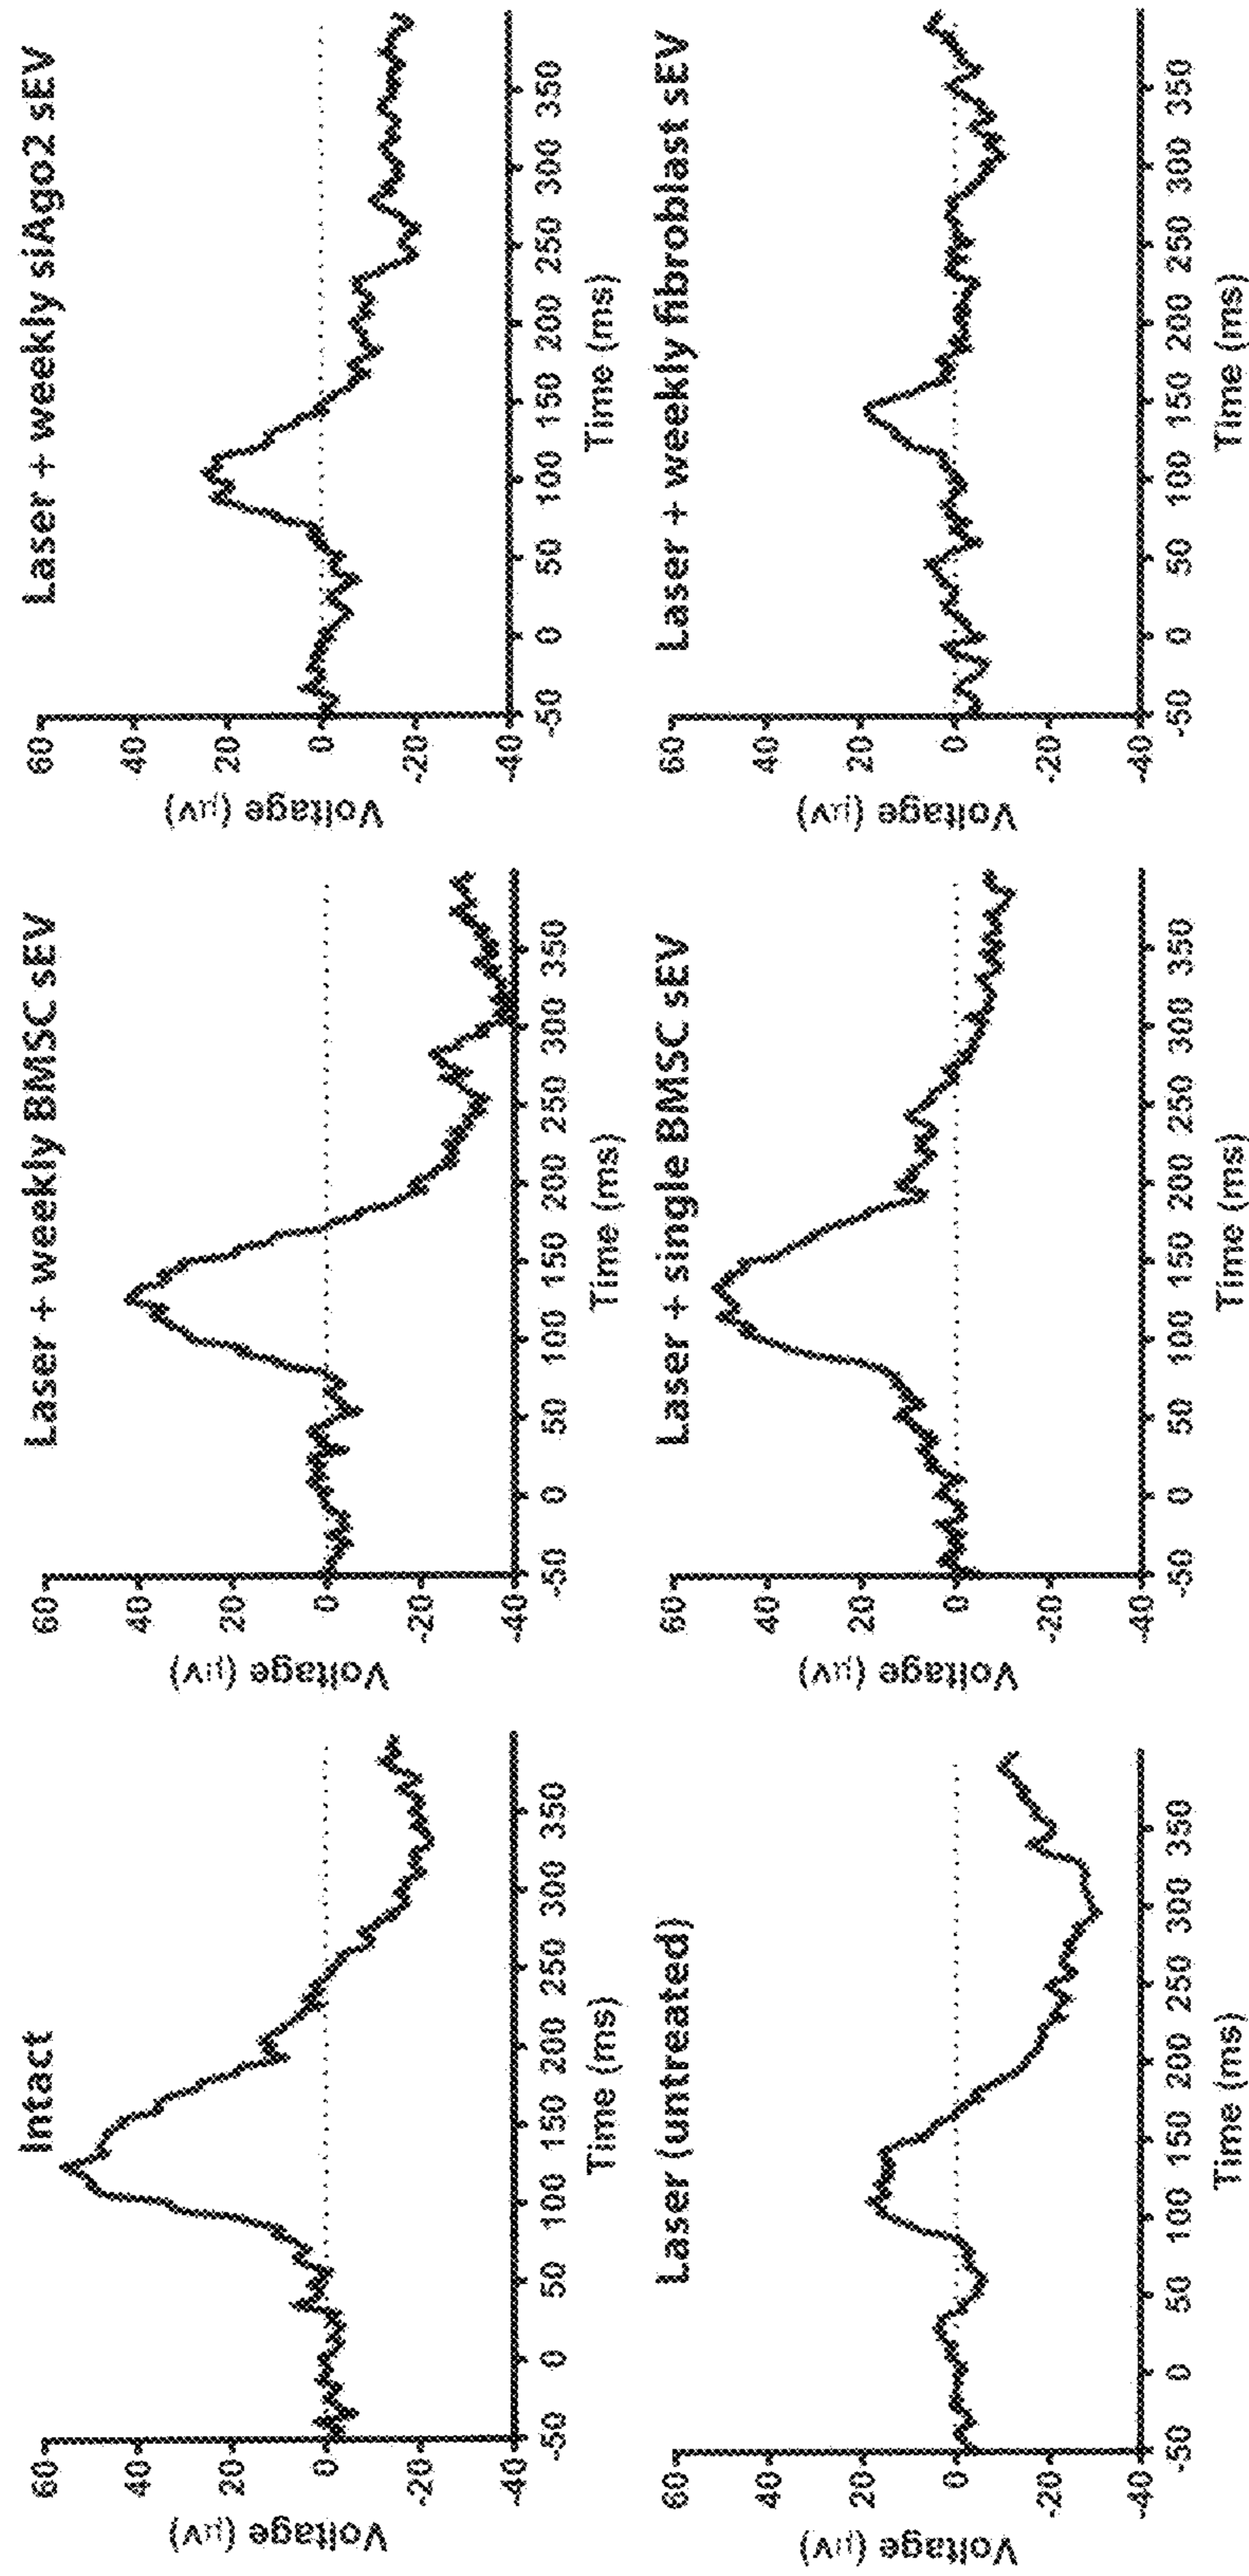 Intact
Voltage (µv)
60
40
20
0
-20
-40
-50 0 50 100 150 200 250 300 350
Time (ms)
Laser + weekly BMSC sEV
Voltage (µv)
60
40
20
0
-20
-40
-50 0 50 100 150 200 250 300 350
Time (ms)
Laser + weekly siAgo2 sEV
Voltage (µv)
60
40
20
0
-20
-40
-50 0 50 100 150 200 250 300 350
Time (ms)
Laser (untreated)
Voltage (µv)
60
40
20
0
-20
-40
-50 0 50 100 150 200 250 300 350
Time (ms)
Laser + single BMSC sEV
Voltage (µv)
60
40
20
0
-20
-40
-50 0 50 100 150 200 250 300 350
Time (ms)
Laser + weekly fibroblast sEV
Voltage (µv)
60
40
20
0
-20
-40
-50 0 50 100 150 200 250 300 350
Time (ms)